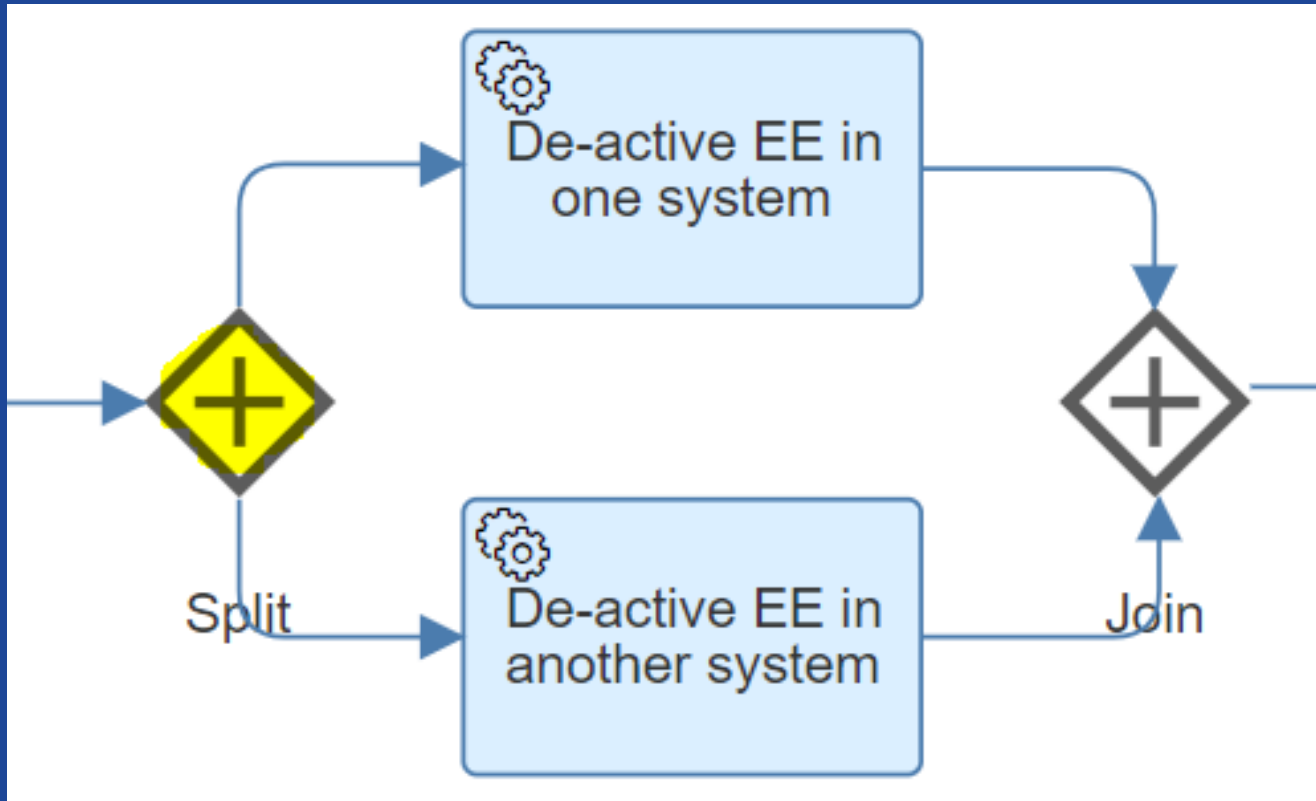 De-active EE in
one system
Split
De-active EE in
another system
Join